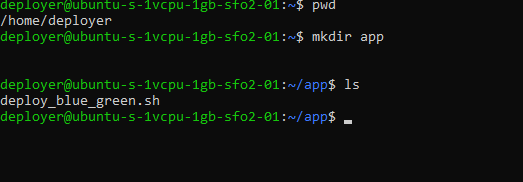 deployer@ubuntu-s-1vcpu-1gb-sfo2-01:~$ pwd
/home/deployer
deployer@ubuntu-s-1vcpu-1gb-sfo2-01:~$ mkdir app
deployer@ubuntu-s-1vcpu-1gb-sfo2-01:~/app$ ls
deploy_blue_green.sh
deployer@ubuntu-s-1vcpu-1gb-sfo2-01:~/app$